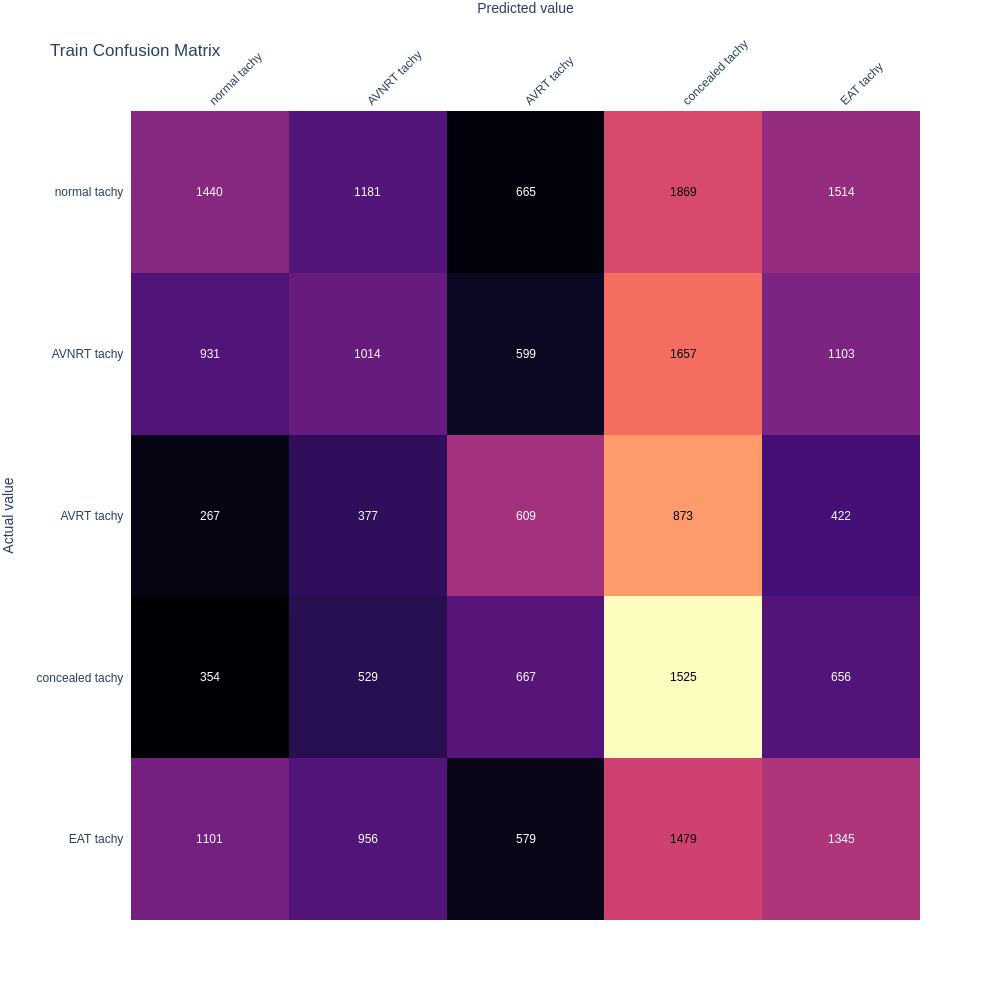 Predicted value
Train Confusion Matrix
normal tachy AVNRT tachy AVRT tachy concealed tachy EAT tachy
Actual value
normal tachy 1440 1181 665 1869 1514
AVNRT tachy 931 1014 599 1657 1103
AVRT tachy 267 377 609 873 422
concealed tachy 354 529 667 1525 656
EAT tachy 1101 956 579 1479 1345